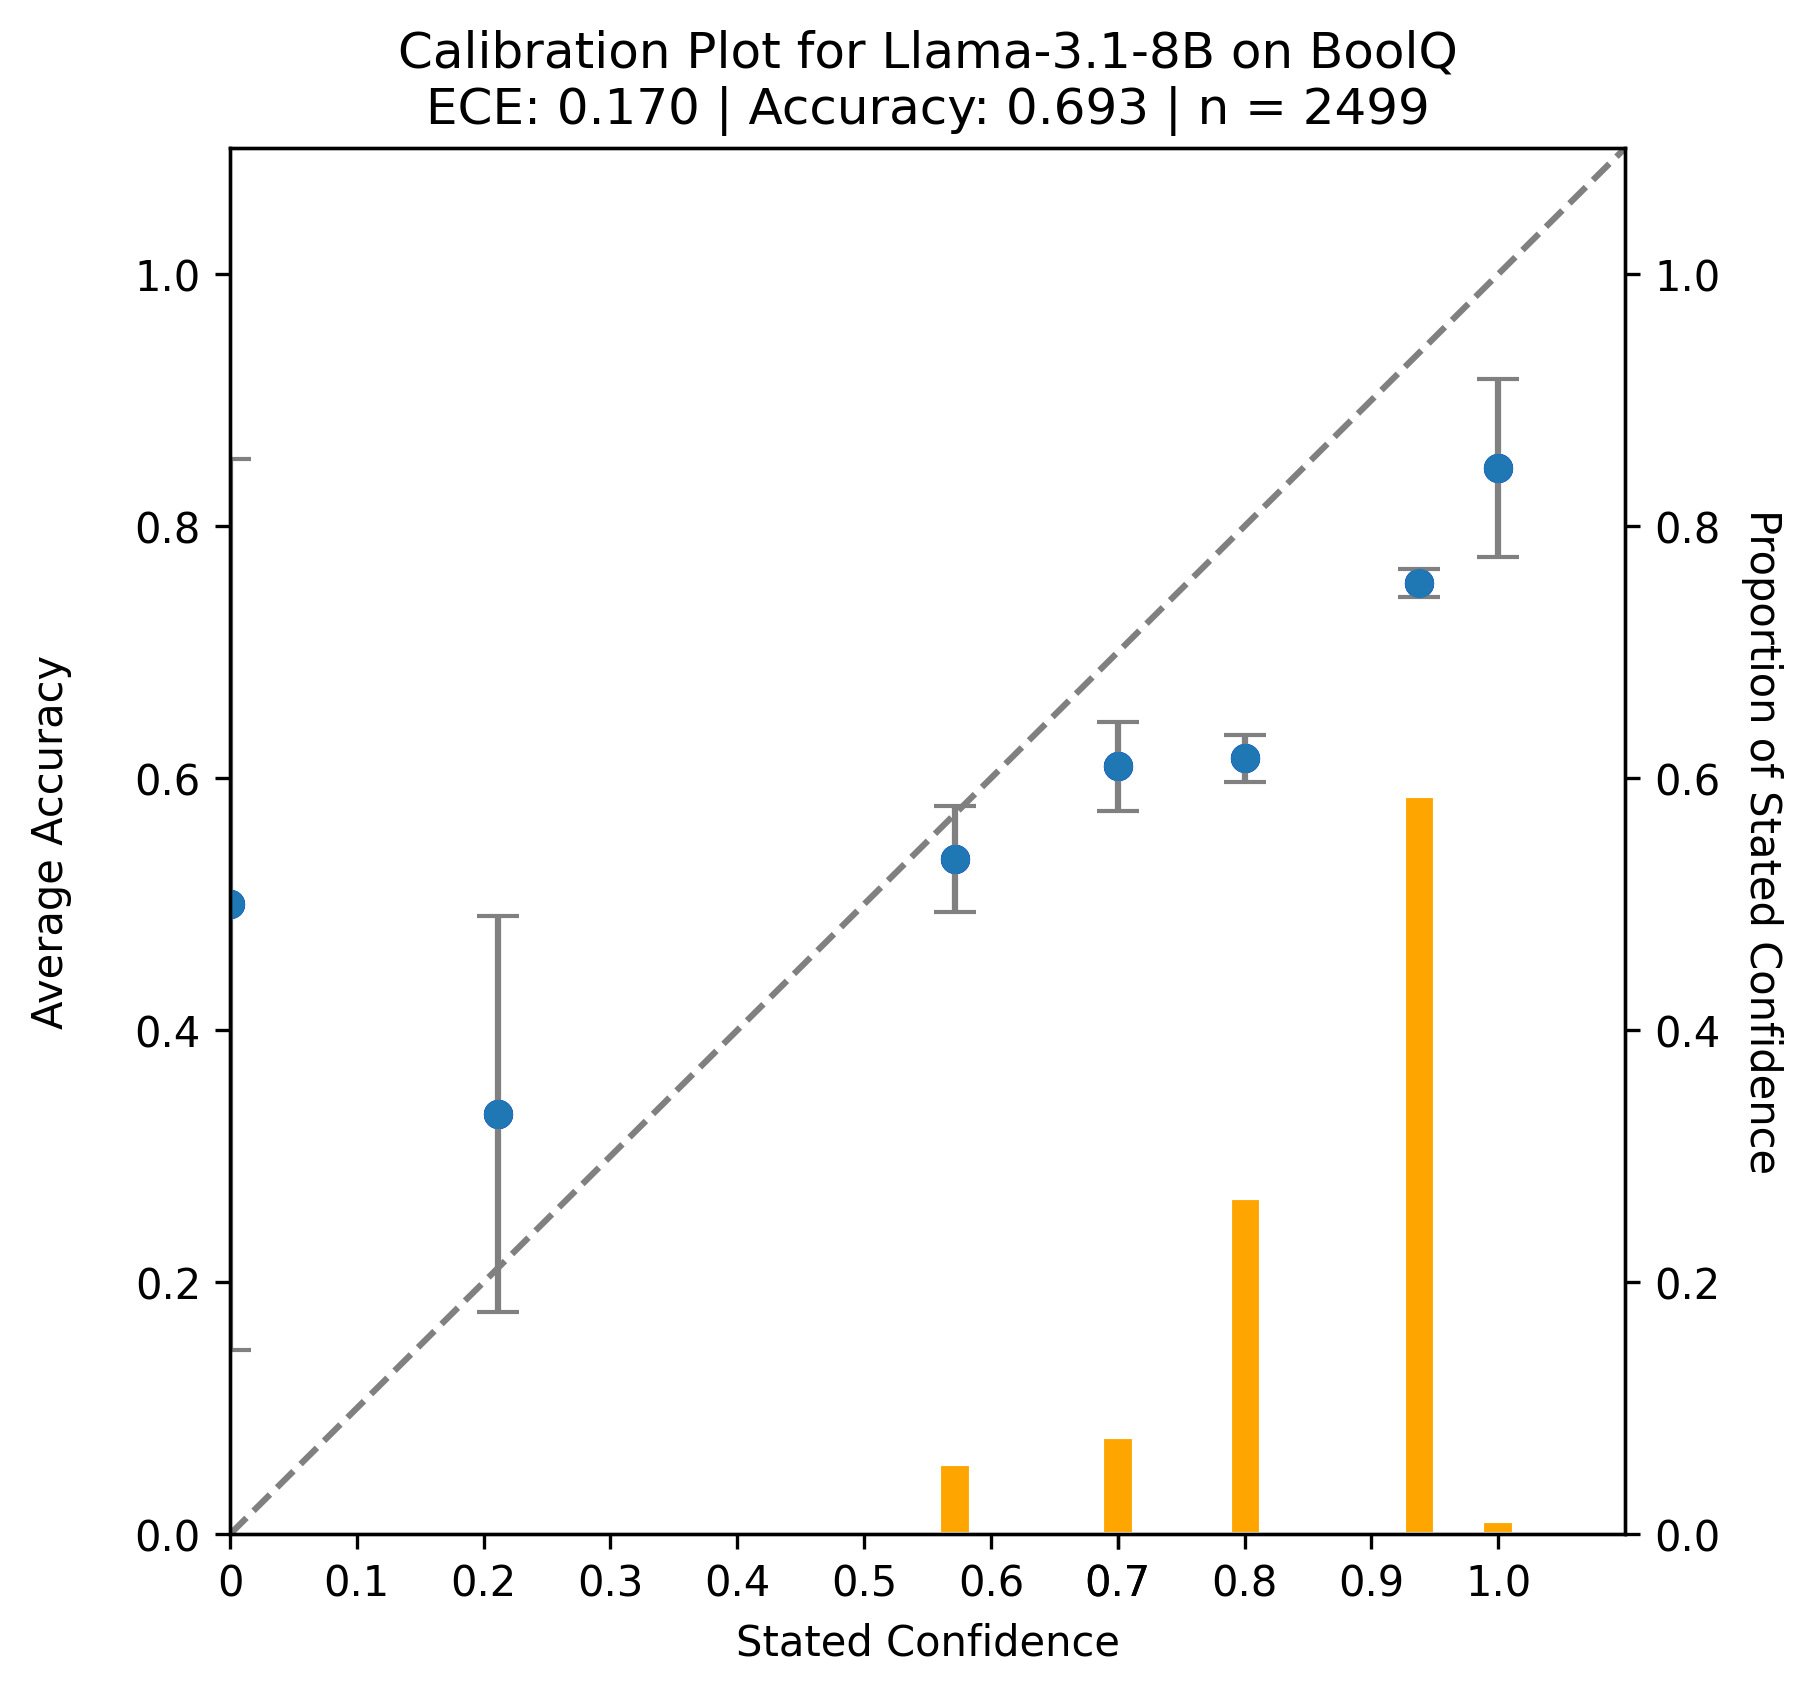 Calibration Plot for Llama-3.1-8B on BoolQ
ECE: 0.170 | Accuracy: 0.693 | n = 2499
Average Accuracy
1.0
0.8
0.6
0.4
0.2
0.0
0 0.1 0.2 0.3 0.4 0.5 0.6 0.7 0.8 0.9 1.0
Stated Confidence
1.0
0.8
0.6
0.4
0.2
0.0
Proportion of Stated Confidence